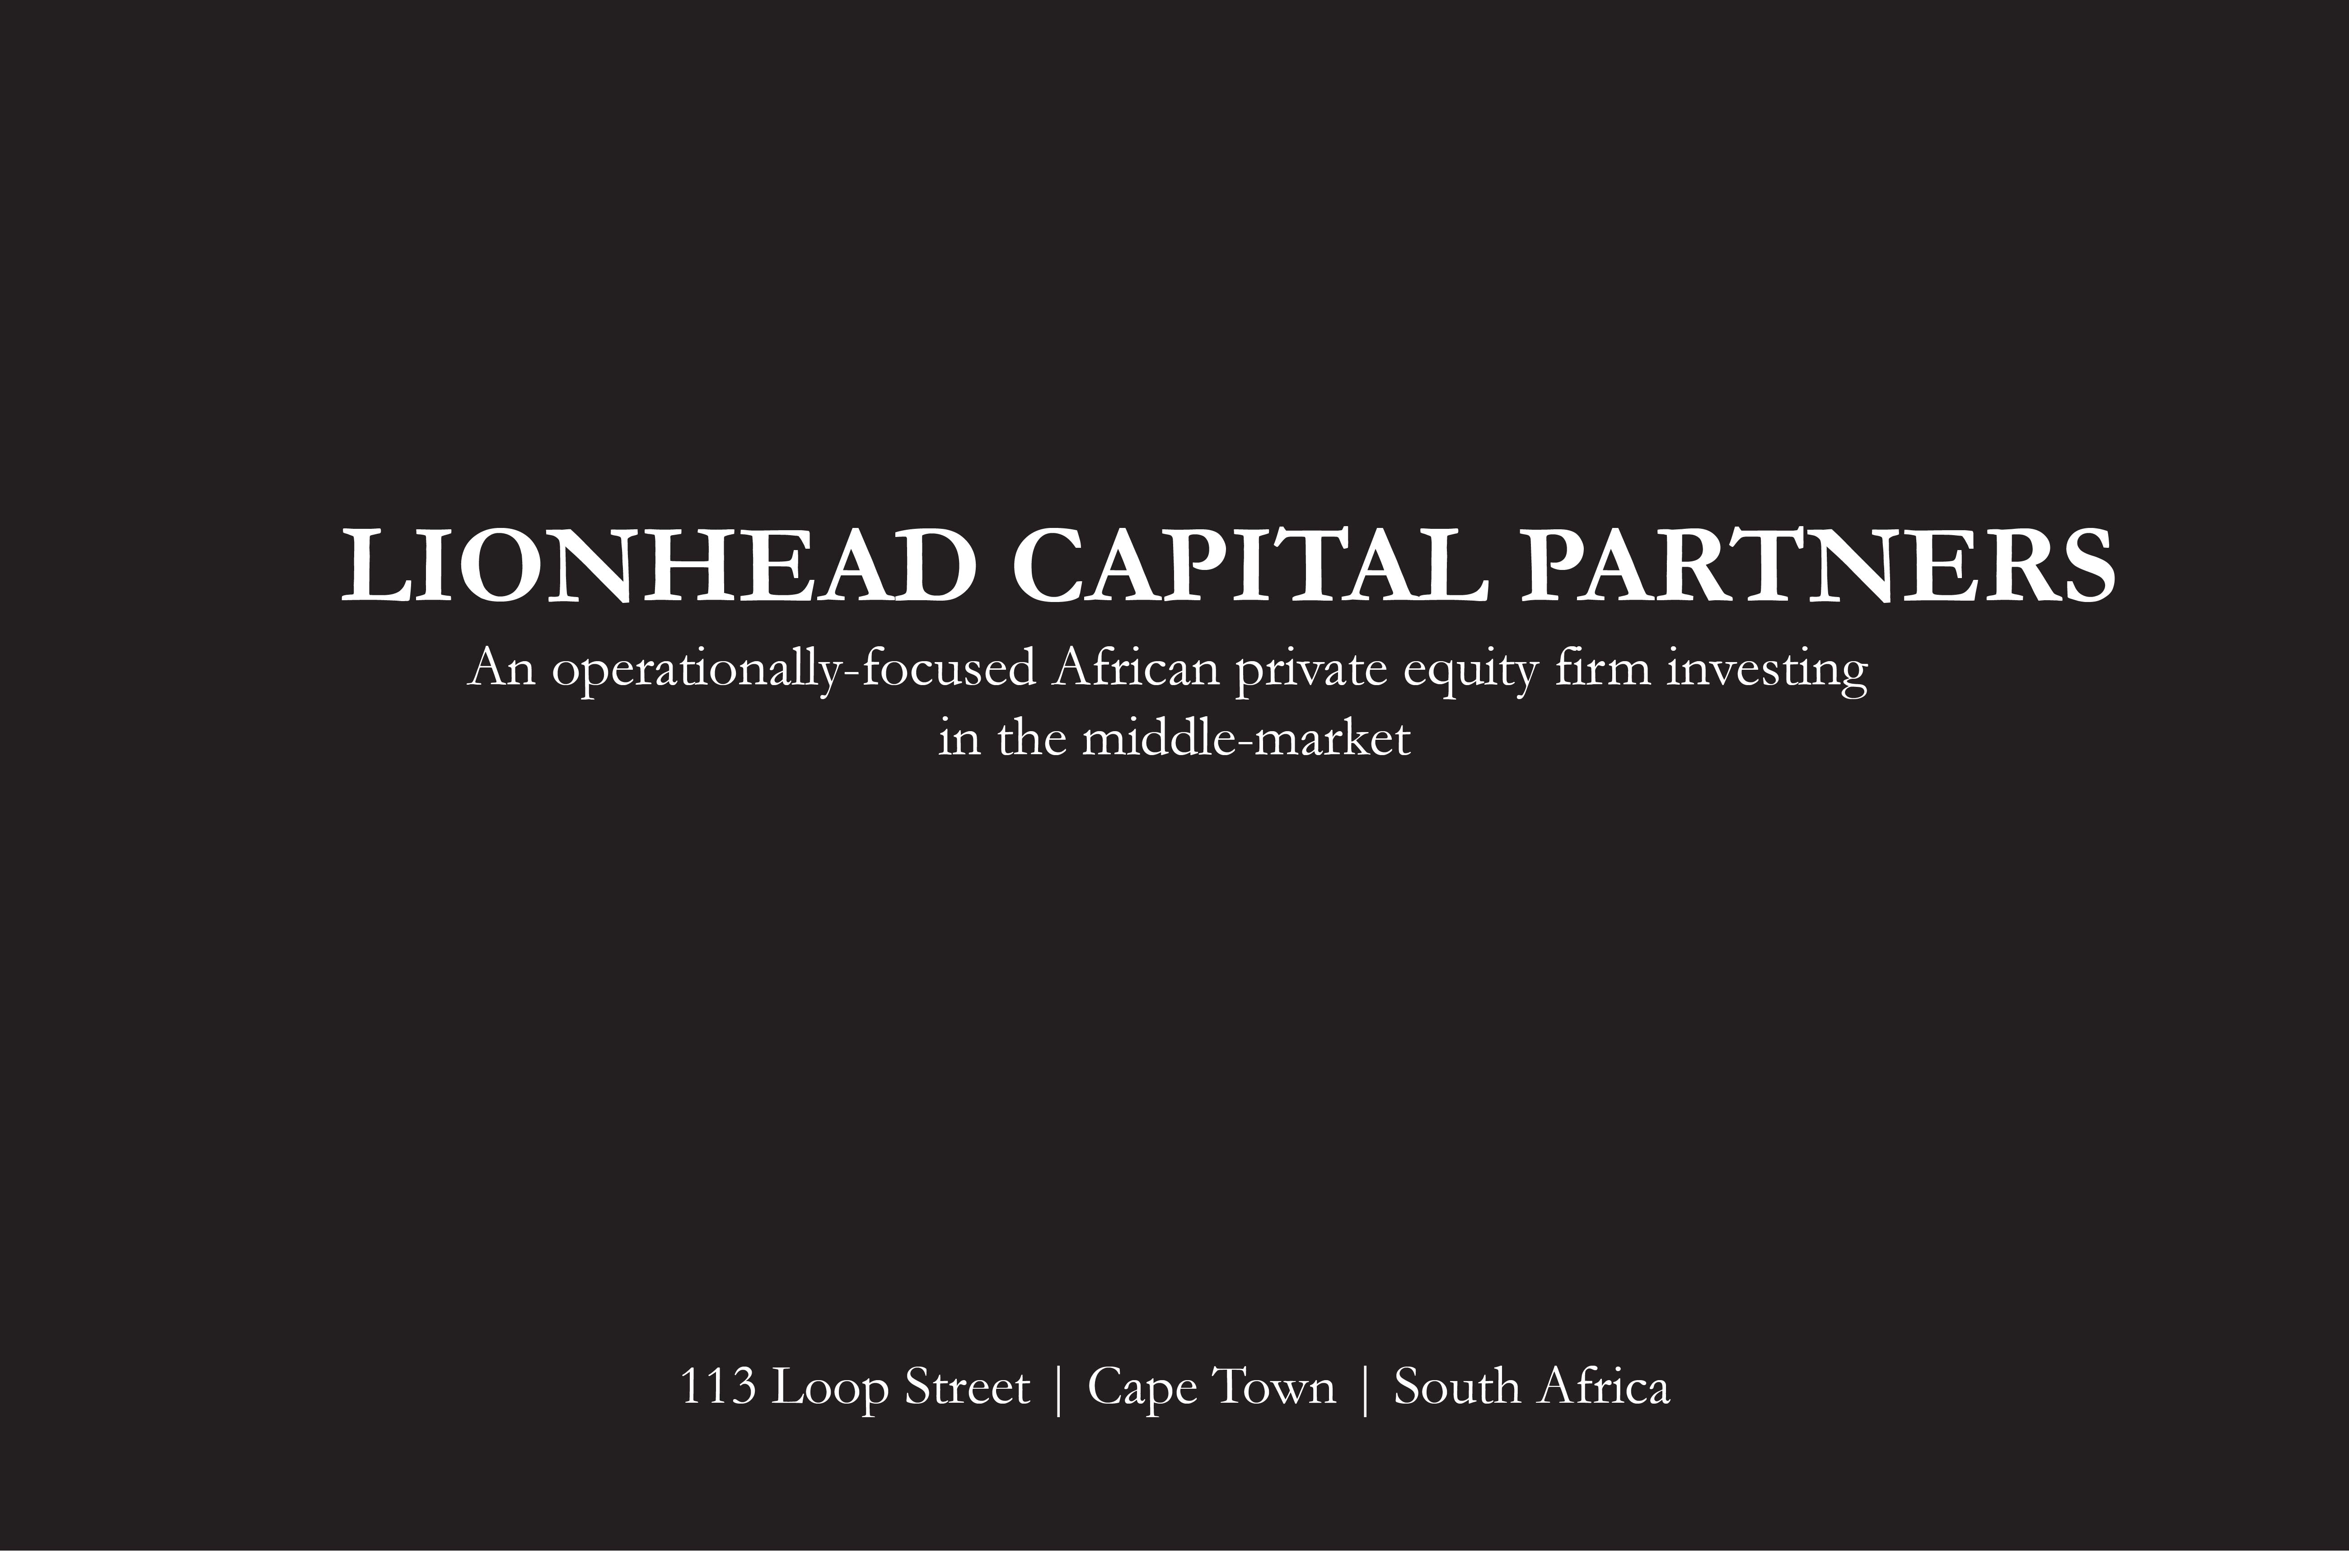 LIONHEAD CAPITAL PARTNERS
An operationally-focused African private equity firm investing
in the middle-market
113 Loop Street | Cape Town | South Africa